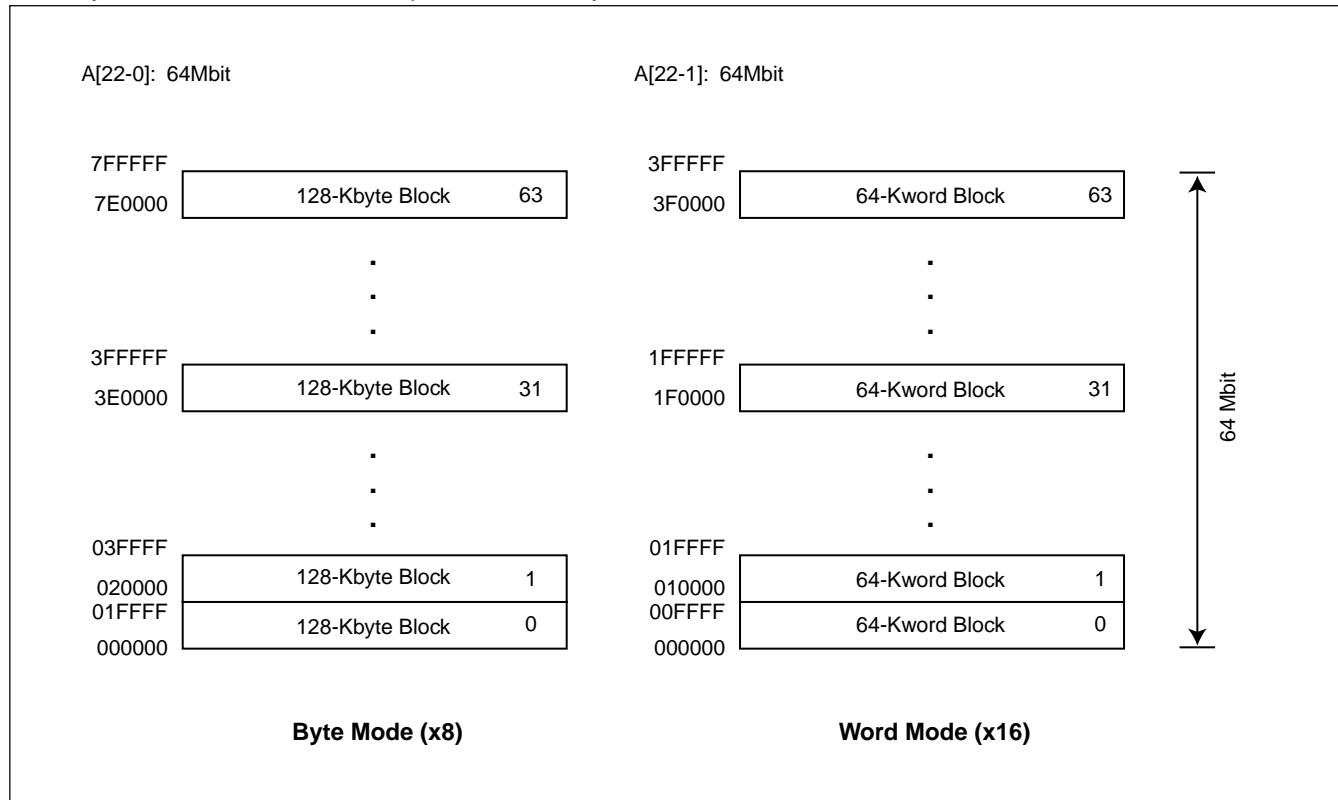 A[22-0]: 64Mbit
A[22-1]: 64Mbit
7FFFFF
7E0000
128-Kbyte Block 63
3FFFFF
3F0000
64-Kword Block 63
.
.
.
.
.
.
3FFFFF
3E0000
128-Kbyte Block 31
1FFFFF
1F0000
64-Kword Block 31
64 Mbit
.
.
.
.
.
.
03FFFF
020000
128-Kbyte Block 1
01FFFF
000000
128-Kbyte Block 0
01FFFF
010000
64-Kword Block 1
00FFFF
000000
64-Kword Block 0
Byte Mode (x8)
Word Mode (x16)